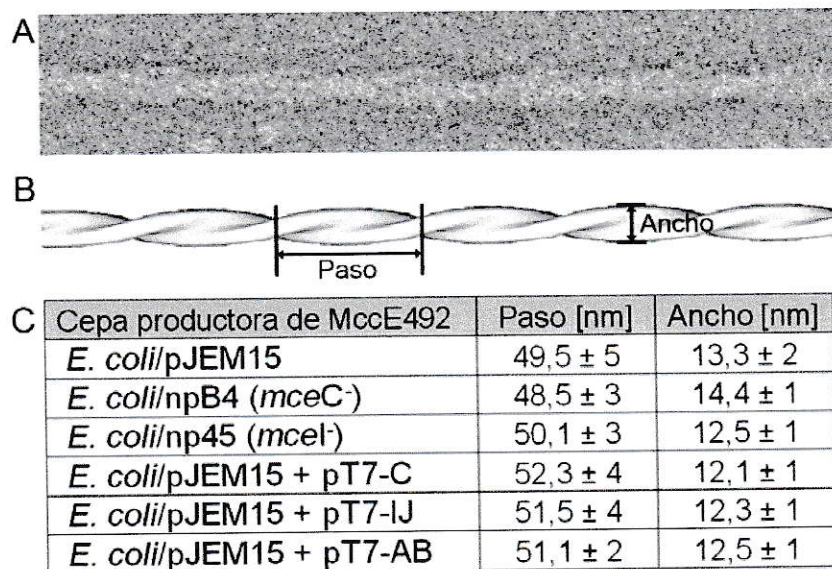 A
B
Ancho
Paso
C
Cepa productora de MccE492 Paso [nm] Ancho [nm]
E. coli/pJEM15 49,5 ± 5 13,3 ± 2
E. coli/npB4 (mceC⁻) 48,5 ± 3 14,4 ± 1
E. coli/np45 (mceI⁻) 50,1 ± 3 12,5 ± 1
E. coli/pJEM15 + pT7-C 52,3 ± 4 12,1 ± 1
E. coli/pJEM15 + pT7-IJ 51,5 ± 4 12,3 ± 1
E. coli/pJEM15 + pT7-AB 51,1 ± 2 12,5 ± 1